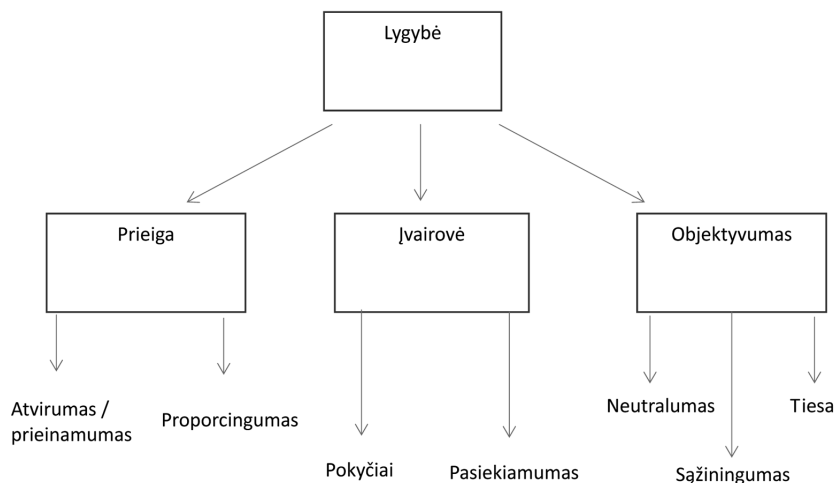 Lygybė
Prieiga
Įvairovė
Objektyvumas
Atvirumas /
prieinamumas
Proporcingumas
Pokyčiai
Pasiekiamumas
Neutralumas
Sąžiningumas
Tiesa